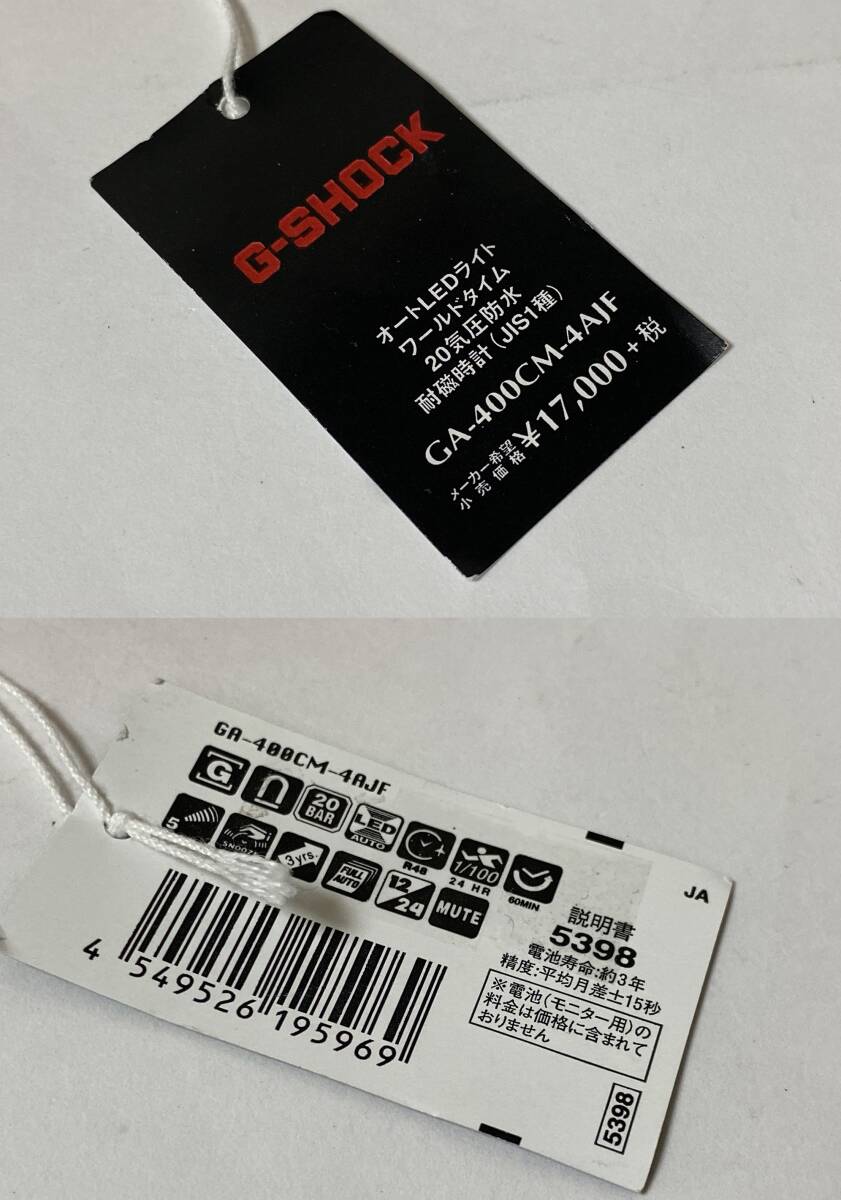 G-SHOCK
オートLEDライト
ワールドタイム
20気圧防水
耐磁時計(JIS1種)
GA-400CM-4AJF
メーカー希望
小売価格 ¥17,000+税
GA-400CM-4AJF
G
20 BAR
LED AUTO
R48
1/100
24 HR
60MIN
5
SNOOZE
3yrs.
FULL AUTO
12/24
MUTE
JA
説明書
5398
電池寿命:約3年
精度:平均月差±15秒
※電池(モニター用)の
料金は価格に含まれて
おりません
4 549526 195969
5398